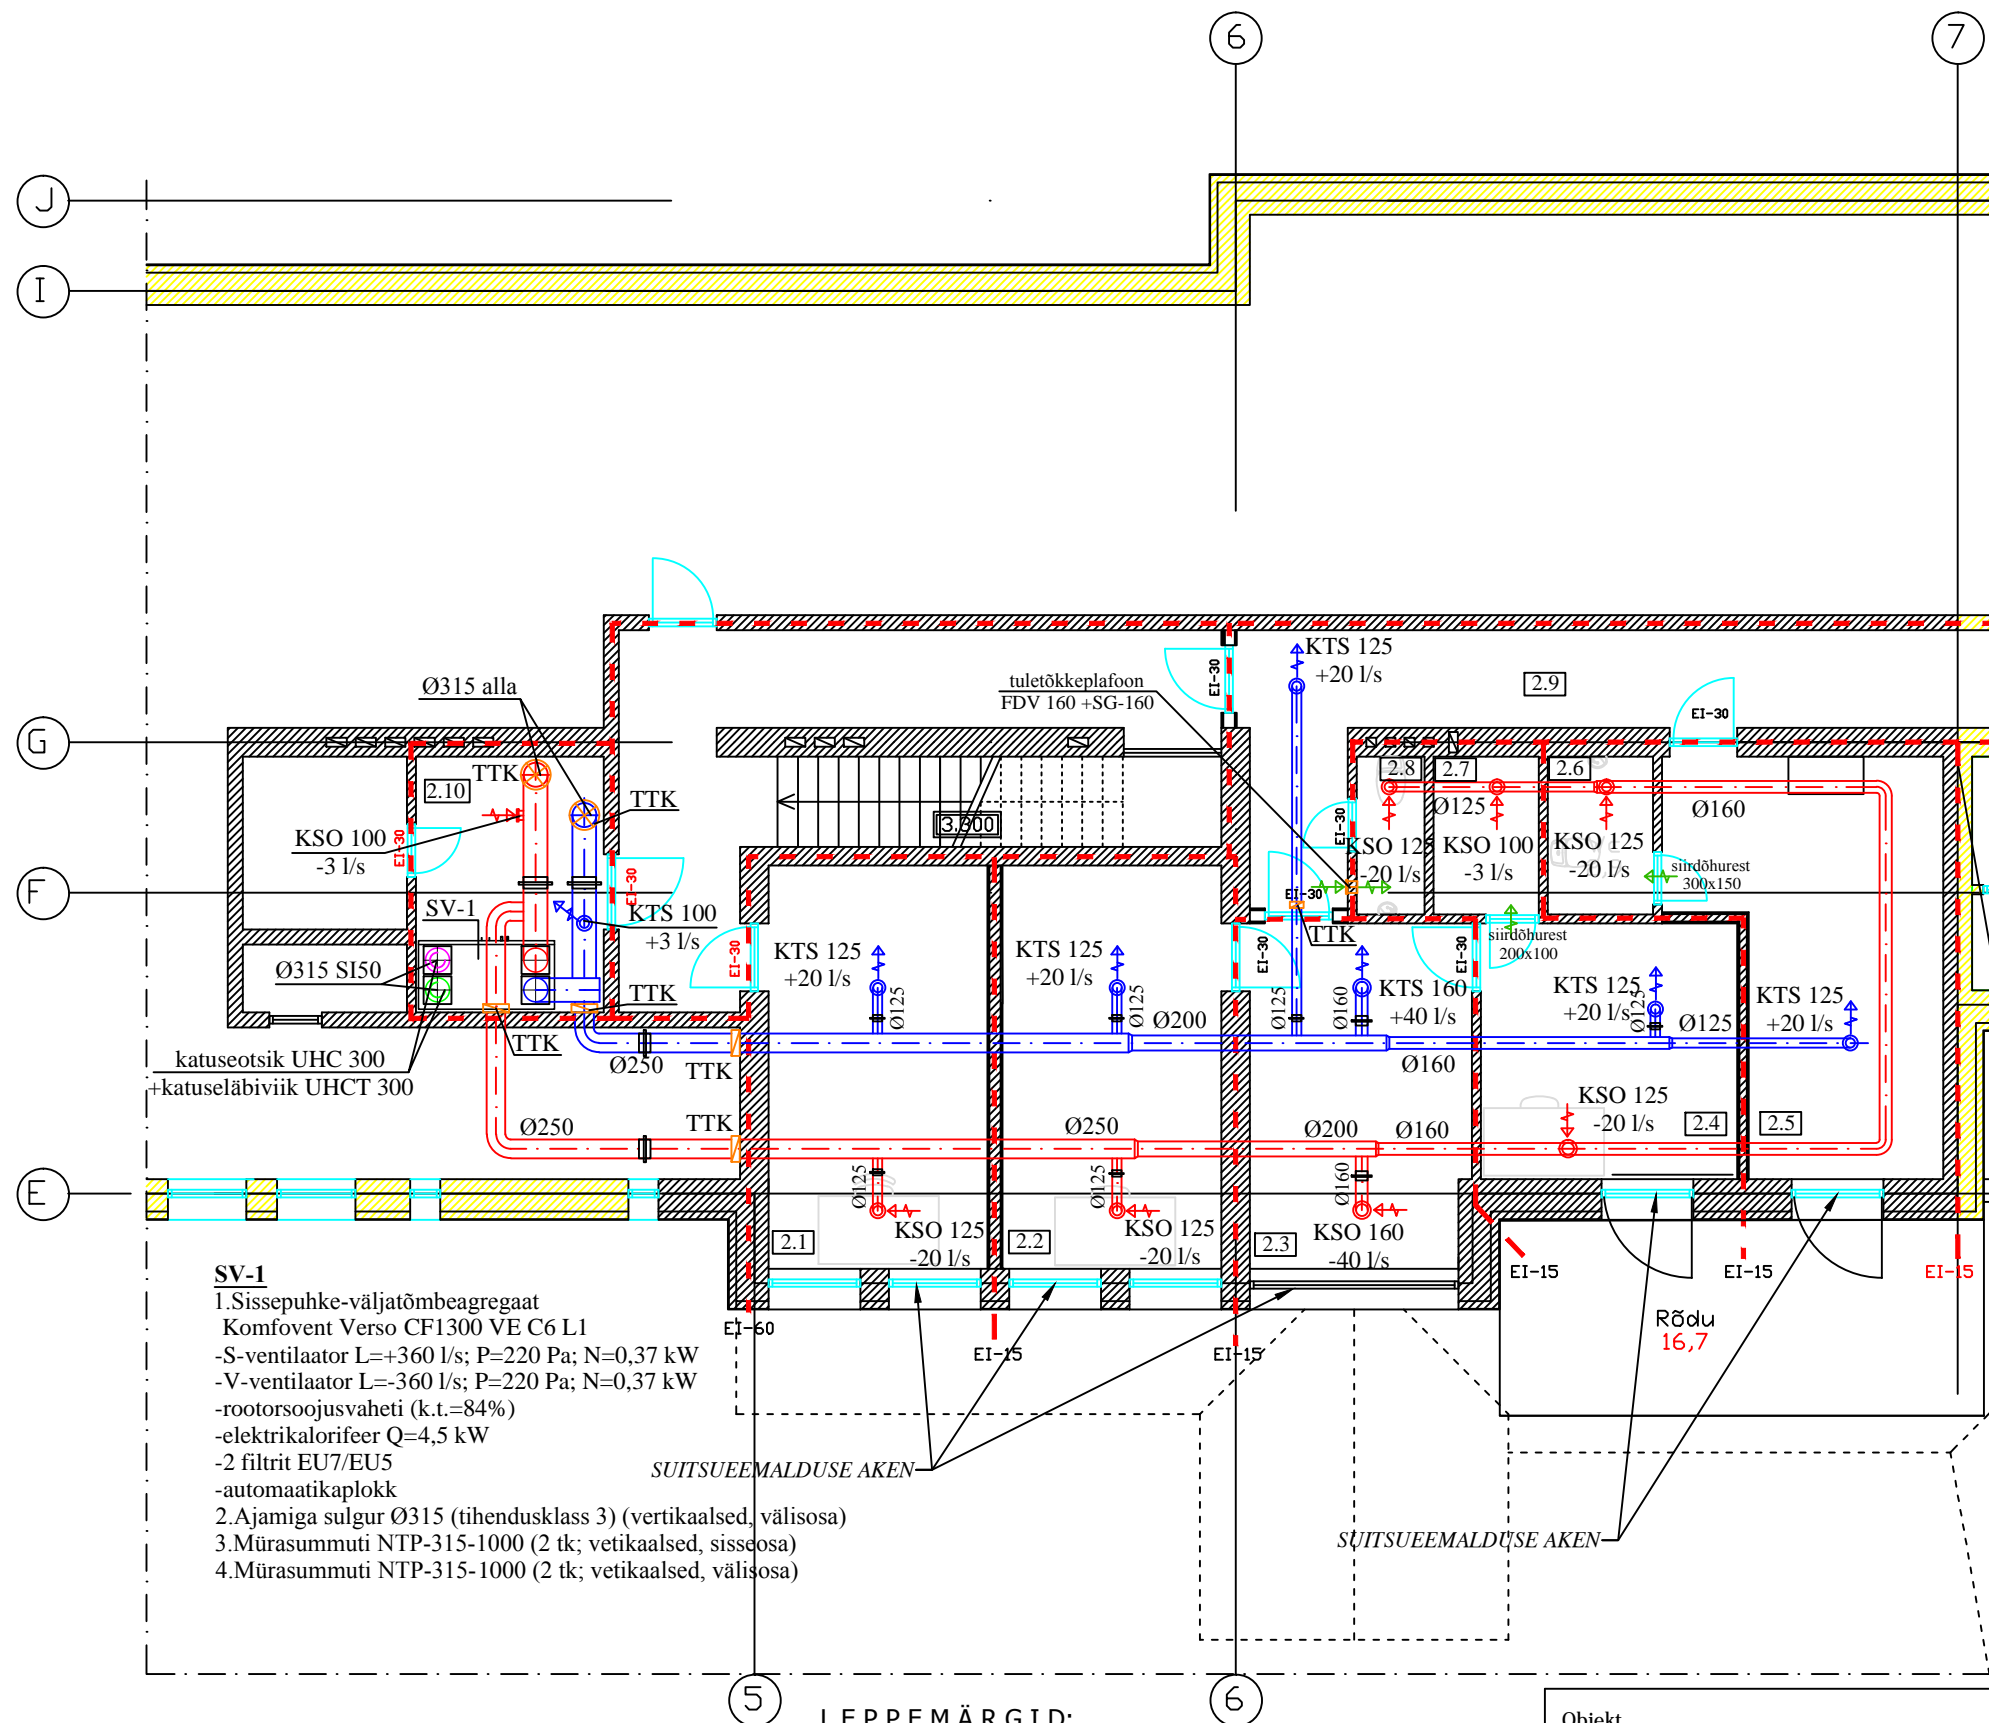 6
7
J
I
G
F
E
Ø315 alla
TTK
2.10
TTK
KSO 100
-3 l/s
EI-30
EI-30
SV-1
KTS 100
+3 l/s
Ø315 SI50
TTK
TTK
katuseotsik UHC 300
+katuseläbiviik UHCT 300
Ø250
TTK
Ø250
TTK
3.300
tuletõkkeplafoon
FDV 160 +SG-160
EI-30
KTS 125
+20 l/s
2.9
EI-30
2.8
2.7
2.6
Ø125
Ø160
EI-30
KSO 125
-20 l/s
KSO 100
-3 l/s
KSO 125
-20 l/s
siirdõhurest
300x150
EI-30
TTK
siirdõhurest
200x100
EI-30
EI-30
EI-30
KTS 125
+20 l/s
Ø125
KTS 125
+20 l/s
Ø125
Ø200
Ø125
Ø160
KTS 160
+40 l/s
Ø160
KTS 125
+20 l/s
Ø125
Ø125
KTS 125
+20 l/s
Ø250
Ø200
Ø160
KSO 125
-20 l/s
2.4
2.5
Ø125
Ø125
Ø160
2.1
KSO 125
-20 l/s
2.2
KSO 125
-20 l/s
2.3
KSO 160
-40 l/s
EI-60
EI-15
EI-15
EI-15
EI-15
EI-15
Rõdu
16,7
SV-1
1.Sissepuhke-väljatõmbeagregaat
Komfovent Verso CF1300 VE C6 L1
-S-ventilaator L=+360 l/s; P=220 Pa; N=0,37 kW
-V-ventilaator L=-360 l/s; P=220 Pa; N=0,37 kW
-rootorsoojusvaheti (k.t.=84%)
-elektrikalorifeer Q=4,5 kW
-2 filtrit EU7/EU5
-automaatikaplokk
2.Ajamiga sulgur Ø315 (tihendusklass 3) (vertikaalsed, välisosa)
3.Mürasummuti NTP-315-1000 (2 tk; vetikaalsed, sisseosa)
4.Mürasummuti NTP-315-1000 (2 tk; vetikaalsed, välisosa)
SUITSUEEMALDUSE AKEN
SUITSUEEMALDUSE AKEN
5
6
LEPPEMÄRGID:
Objekt